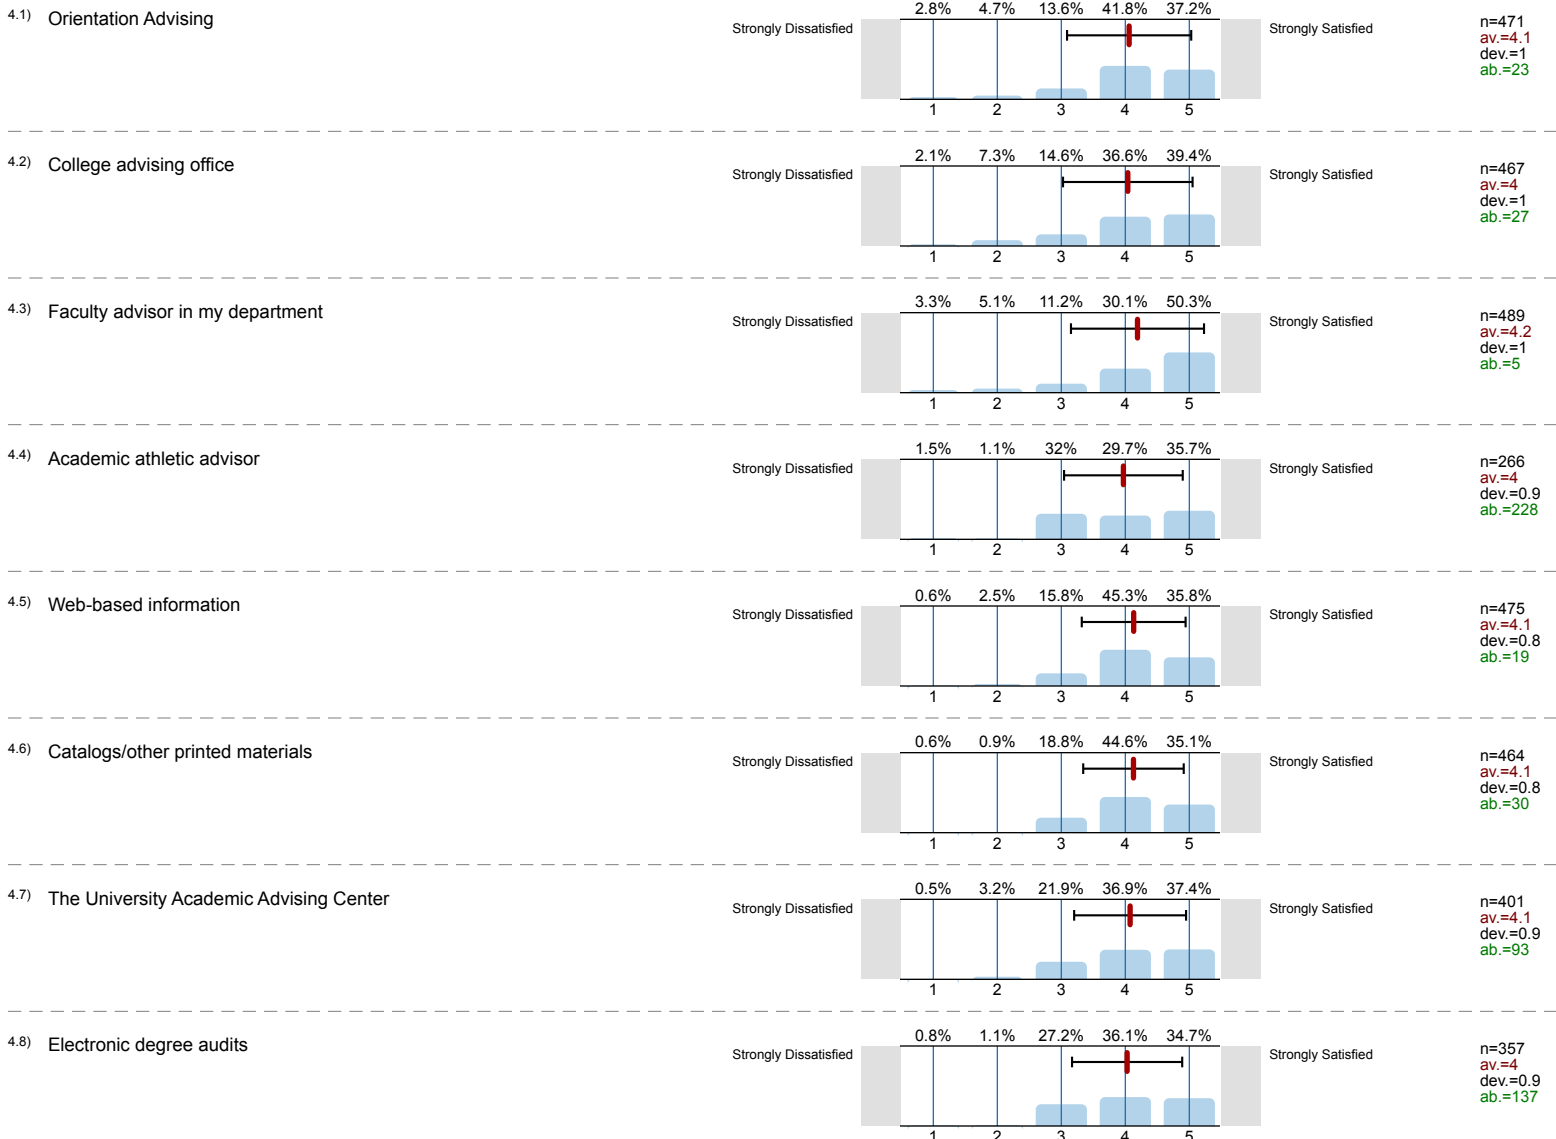 4.1) Orientation Advising
2.8% 4.7% 13.6% 41.8% 37.2%
Strongly Dissatisfied
Strongly Satisfied
1 2 3 4 5
n=471
av.=4.1
dev.=1
ab.=23
4.2) College advising office
2.1% 7.3% 14.6% 36.6% 39.4%
Strongly Dissatisfied
Strongly Satisfied
1 2 3 4 5
n=467
av.=4
dev.=1
ab.=27
4.3) Faculty advisor in my department
3.3% 5.1% 11.2% 30.1% 50.3%
Strongly Dissatisfied
Strongly Satisfied
1 2 3 4 5
n=489
av.=4.2
dev.=1
ab.=5
4.4) Academic athletic advisor
1.5% 1.1% 32% 29.7% 35.7%
Strongly Dissatisfied
Strongly Satisfied
1 2 3 4 5
n=266
av.=4
dev.=0.9
ab.=228
4.5) Web-based information
0.6% 2.5% 15.8% 45.3% 35.8%
Strongly Dissatisfied
Strongly Satisfied
1 2 3 4 5
n=475
av.=4.1
dev.=0.8
ab.=19
4.6) Catalogs/other printed materials
0.6% 0.9% 18.8% 44.6% 35.1%
Strongly Dissatisfied
Strongly Satisfied
1 2 3 4 5
n=464
av.=4.1
dev.=0.8
ab.=30
4.7) The University Academic Advising Center
0.5% 3.2% 21.9% 36.9% 37.4%
Strongly Dissatisfied
Strongly Satisfied
1 2 3 4 5
n=401
av.=4.1
dev.=0.9
ab.=93
4.8) Electronic degree audits
0.8% 1.1% 27.2% 36.1% 34.7%
Strongly Dissatisfied
Strongly Satisfied
1 2 3 4 5
n=357
av.=4
dev.=0.9
ab.=137